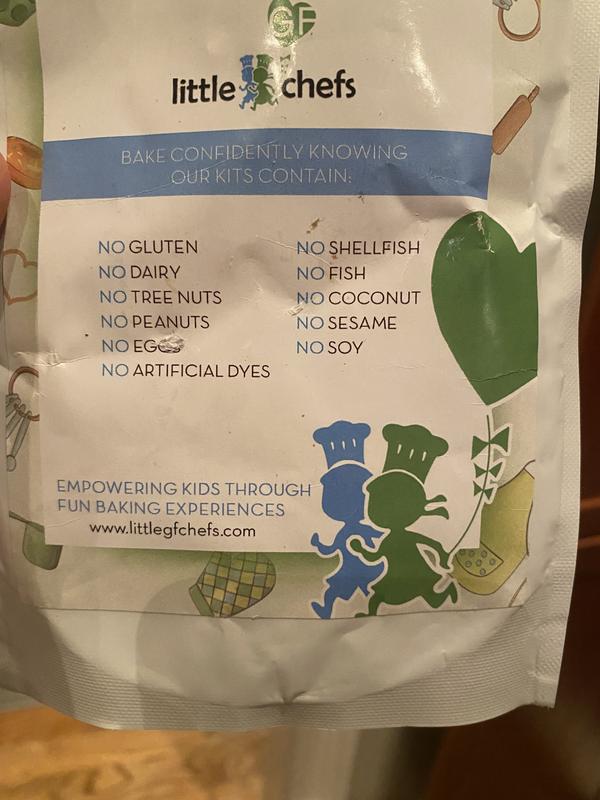 GF
little chefs
BAKE CONFIDENTLY KNOWING
OUR KITS CONTAIN:
NO GLUTEN
NO DAIRY
NO TREE NUTS
NO PEANUTS
NO
NO ARTIFICIAL DYES
NO SHELLFISH
NO FISH
NO COCONUT
NO SESAME
NO SOY
EMPOWERING KIDS THROUGH
FUN BAKING EXPERIENCES
www.littlegfchefs.com